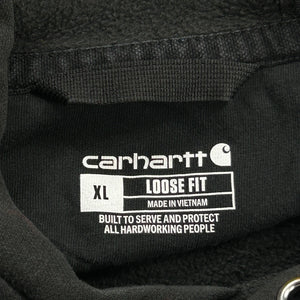 carhartt
XL LOOSE FIT
MADE IN VIETNAM
BUILT TO SERVE AND PROTECT
ALL HARDWORKING PEOPLE